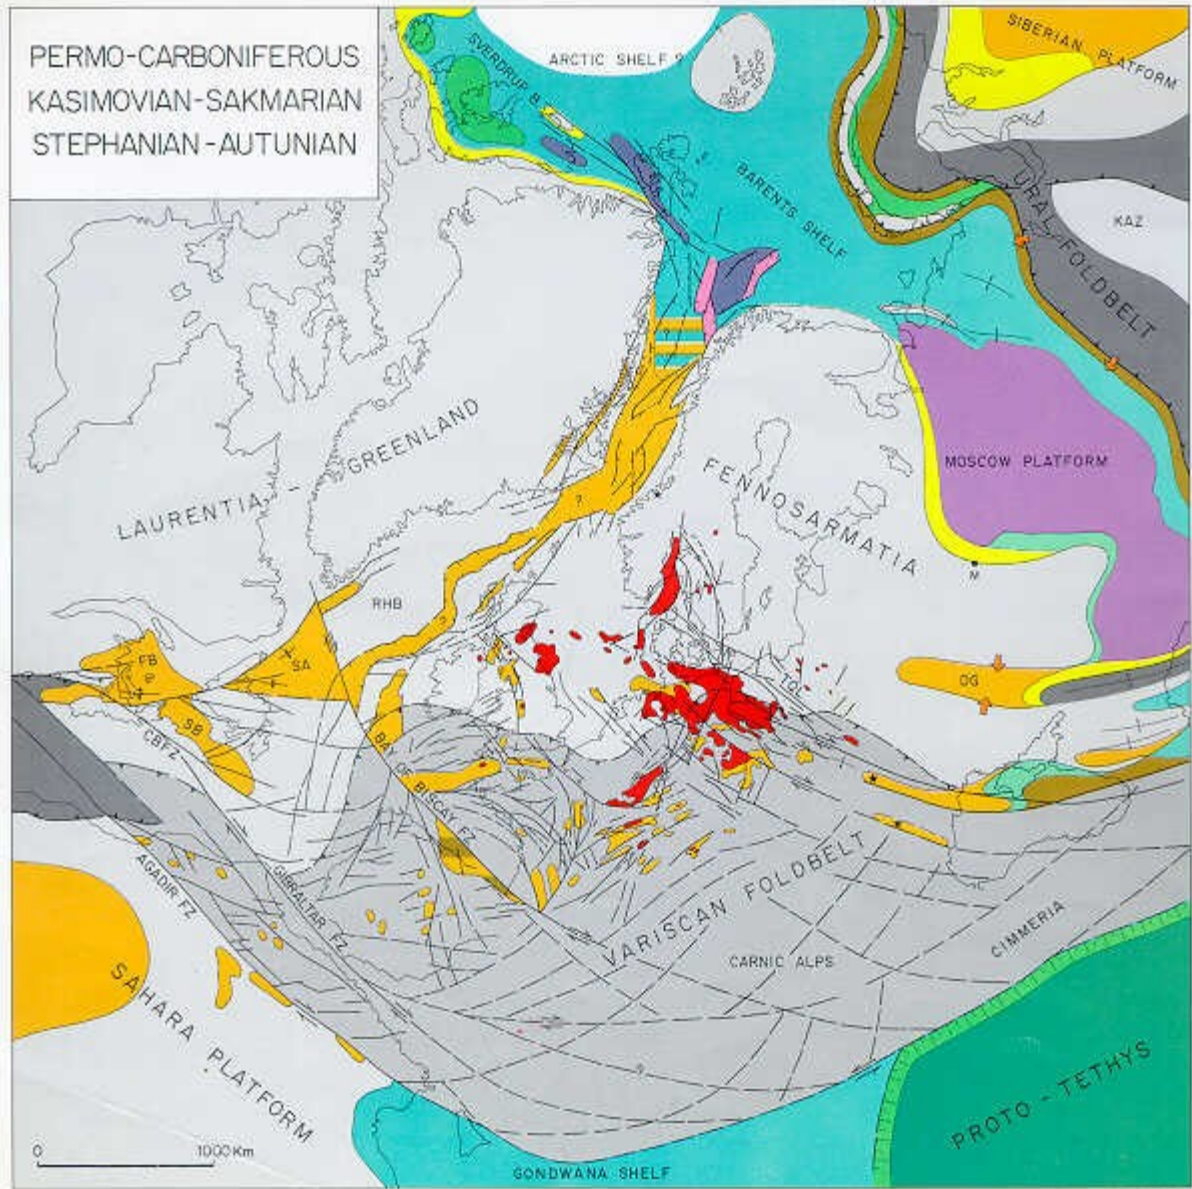 PERMO-CARBONIFEROUS
KASIMOVIAN-SAKMARIAN
STEPHANIAN-AUTUNIAN
SIBERIAN PLATFORM
ARCTIC SHELF ?
SVERDRUP B.
BARENTS SHELF
URAL FOLDBELT
KAZ
MOSCOW PLATFORM
LAURENTIA - GREENLAND
FENNOSARMATIA
?
M
RHB
?
FB
SA
SB
CBFZ
TQL
DG
BAY OF BISCAY FZ
AGADIR FZ
GIBRALTAR FZ
VARISCAN FOLDBELT
CARNIC ALPS
CIMMERIA
SAHARA PLATFORM
PROTO-TETHYS
0 1000 Km
GONDWANA SHELF